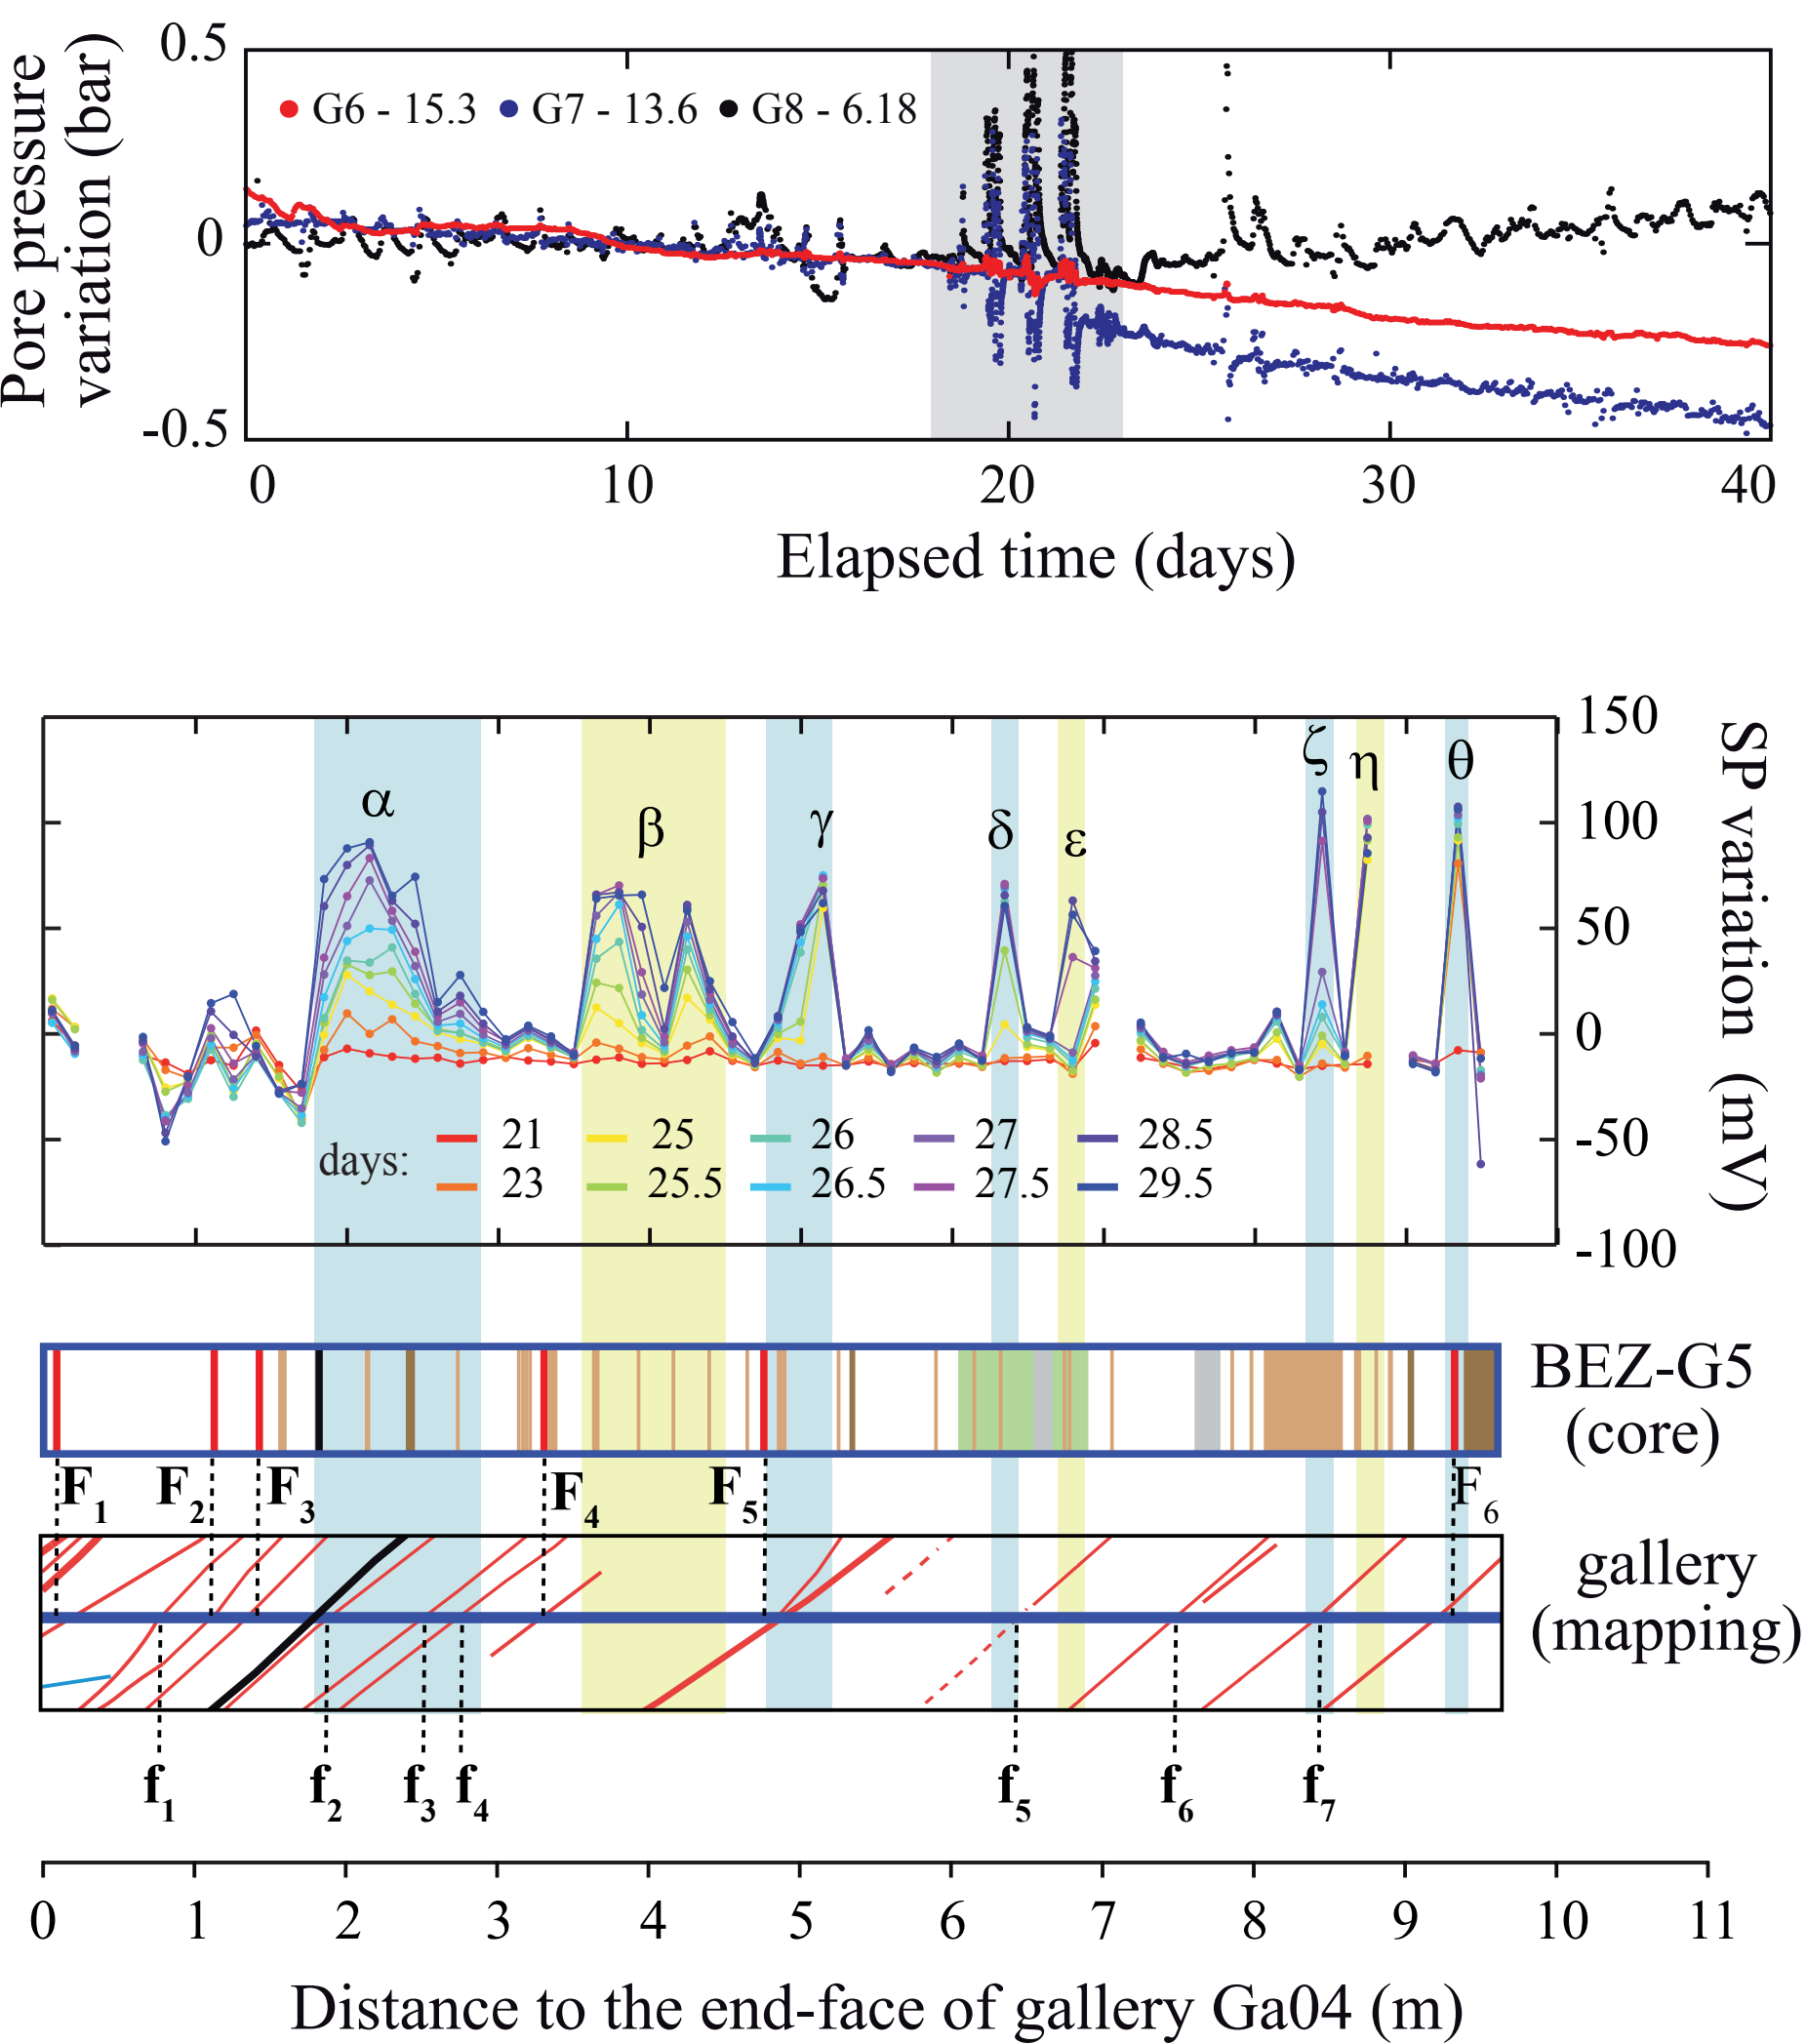 Pore pressure
variation (bar)
0.5
0
-0.5
G6 - 15.3 G7 - 13.6 G8 - 6.18
0 10 20 30 40
Elapsed time (days)
150
100
50
0
-50
-100
SP variation (mV)
α β γ δ ε ζ η θ
days:
21 25 26 27 28.5
23 25.5 26.5 27.5 29.5
BEZ-G5
(core)
F1 F2 F3 F4 F5 F6
gallery
(mapping)
f1 f2 f3 f4 f5 f6 f7
0 1 2 3 4 5 6 7 8 9 10 11
Distance to the end-face of gallery Ga04 (m)